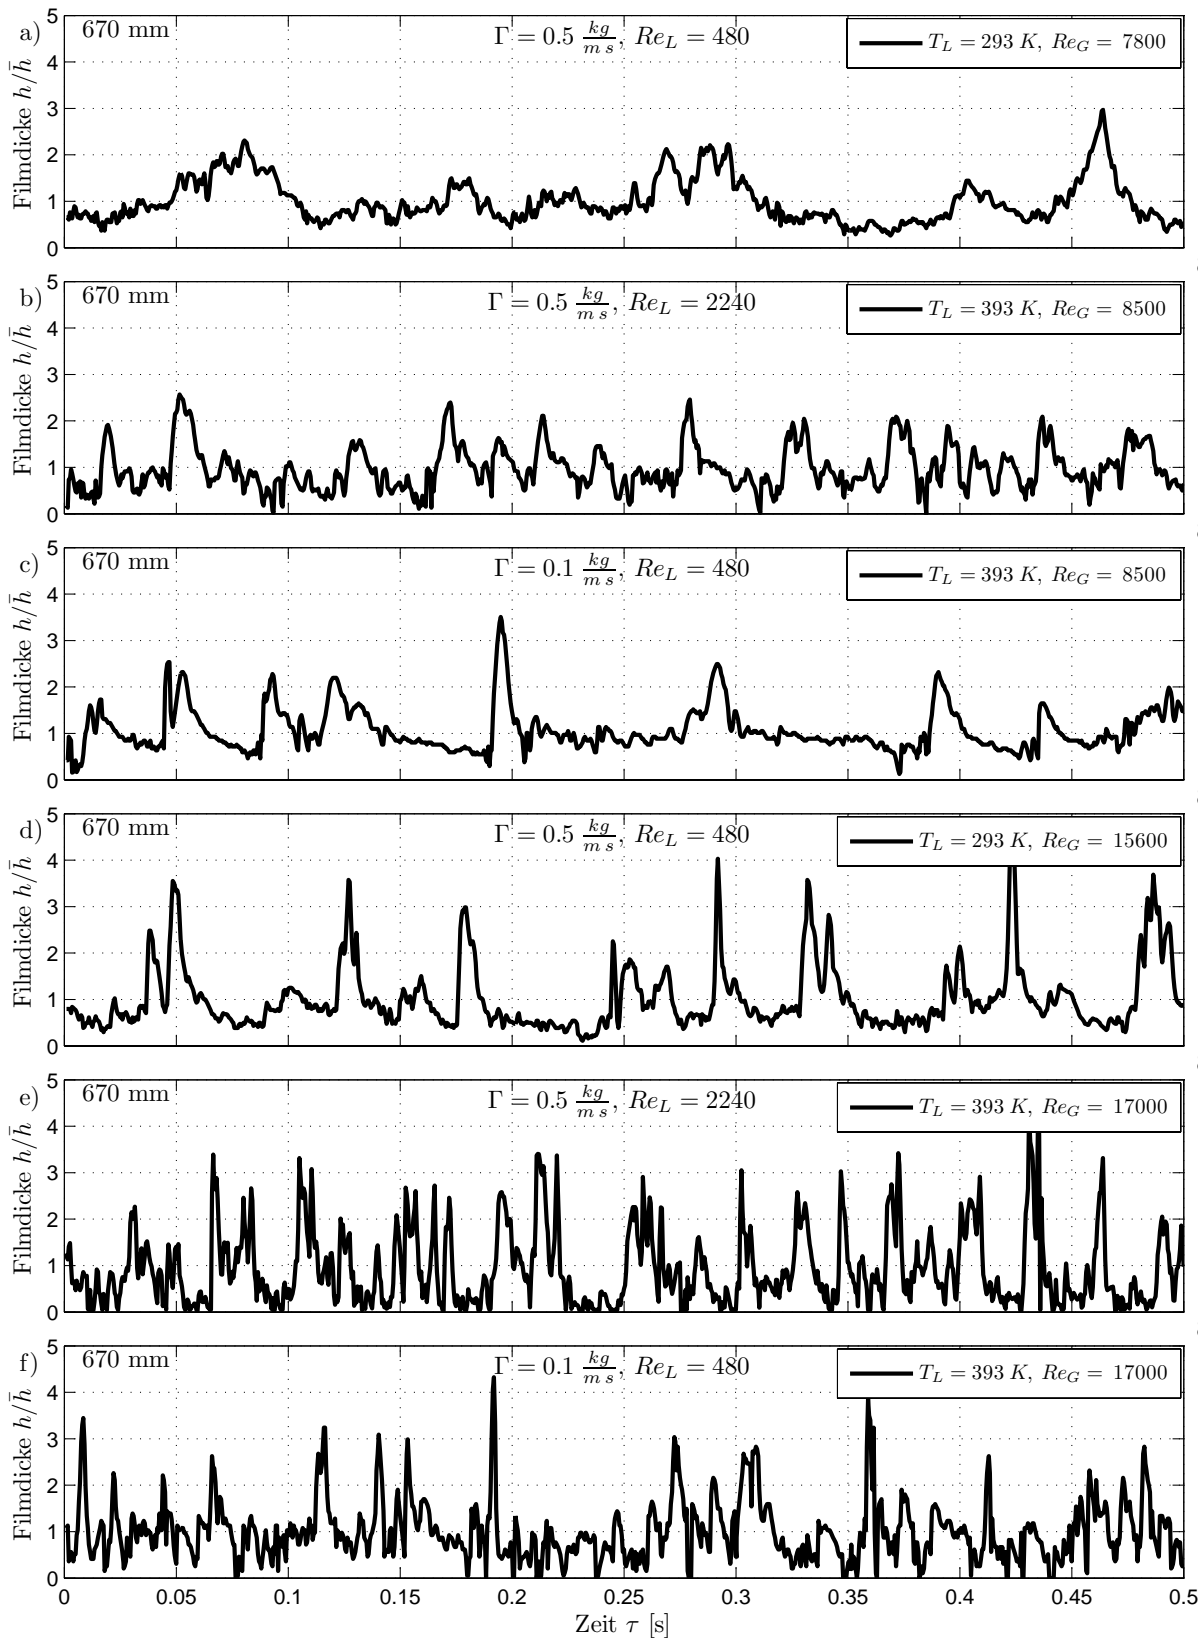 a) 670 mm Γ = 0.5 kg/(m s), Re_L = 480 T_L = 293 K, Re_G = 7800
Filmdicke h/h̄
5
4
3
2
1
0
b) 670 mm Γ = 0.5 kg/(m s), Re_L = 2240 T_L = 393 K, Re_G = 8500
Filmdicke h/h̄
5
4
3
2
1
0
c) 670 mm Γ = 0.1 kg/(m s), Re_L = 480 T_L = 393 K, Re_G = 8500
Filmdicke h/h̄
5
4
3
2
1
0
d) 670 mm Γ = 0.5 kg/(m s), Re_L = 480 T_L = 293 K, Re_G = 15600
Filmdicke h/h̄
5
4
3
2
1
0
e) 670 mm Γ = 0.5 kg/(m s), Re_L = 2240 T_L = 393 K, Re_G = 17000
Filmdicke h/h̄
5
4
3
2
1
0
f) 670 mm Γ = 0.1 kg/(m s), Re_L = 480 T_L = 393 K, Re_G = 17000
Filmdicke h/h̄
5
4
3
2
1
0
0 0.05 0.1 0.15 0.2 0.25 0.3 0.35 0.4 0.45 0.5
Zeit τ [s]